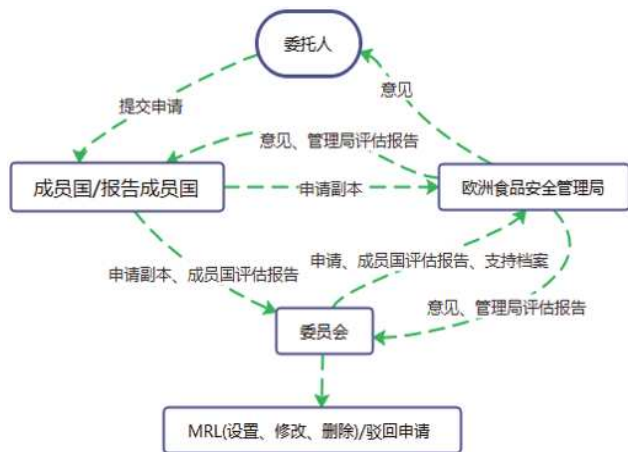 委托人
提交申请
意见
意见、管理局评估报告
成员国/报告成员国
申请副本
欧洲食品安全管理局
申请副本、成员国评估报告
申请、成员国评估报告、支持档案
意见、管理局评估报告
委员会
MRL(设置、修改、删除)/驳回申请